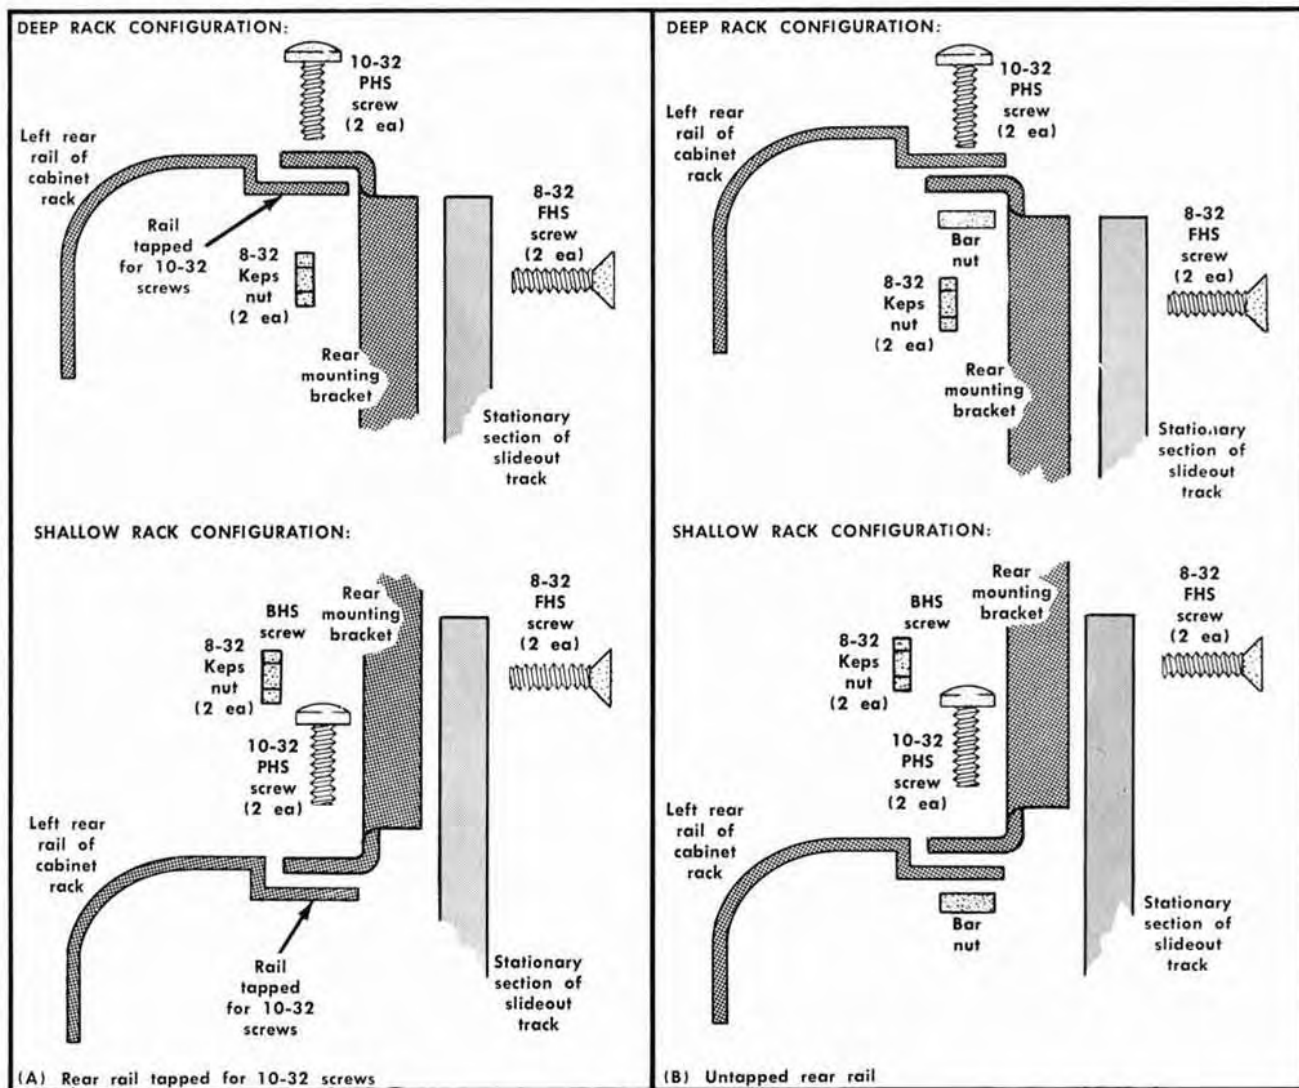 DEEP RACK CONFIGURATION:
10-32
PHS
screw
(2 ea)
Left rear
rail of
cabinet
rack
Rail
tapped
for 10-32
screws
8-32
Keps
nut
(2 ea)
8-32
FHS
screw
(2 ea)
Rear
mounting
bracket
Stationary
section of
slideout
track
SHALLOW RACK CONFIGURATION:
BHS
screw
8-32
Keps
nut
(2 ea)
Rear
mounting
bracket
8-32
FHS
screw
(2 ea)
10-32
PHS
screw
(2 ea)
Left rear
rail of
cabinet
rack
Rail
tapped
for 10-32
screws
Stationary
section of
slideout
track
(A) Rear rail tapped for 10-32 screws
DEEP RACK CONFIGURATION:
10-32
PHS
screw
(2 ea)
Left rear
rail of
cabinet
rack
Bar
nut
8-32
Keps
nut
(2 ea)
8-32
FHS
screw
(2 ea)
Rear
mounting
bracket
Stationary
section of
slideout
track
SHALLOW RACK CONFIGURATION:
BHS
screw
8-32
Keps
nut
(2 ea)
Rear
mounting
bracket
8-32
FHS
screw
(2 ea)
10-32
PHS
screw
(2 ea)
Left rear
rail of
cabinet
rack
Bar
nut
Stationary
section of
slideout
track
(B) Untapped rear rail